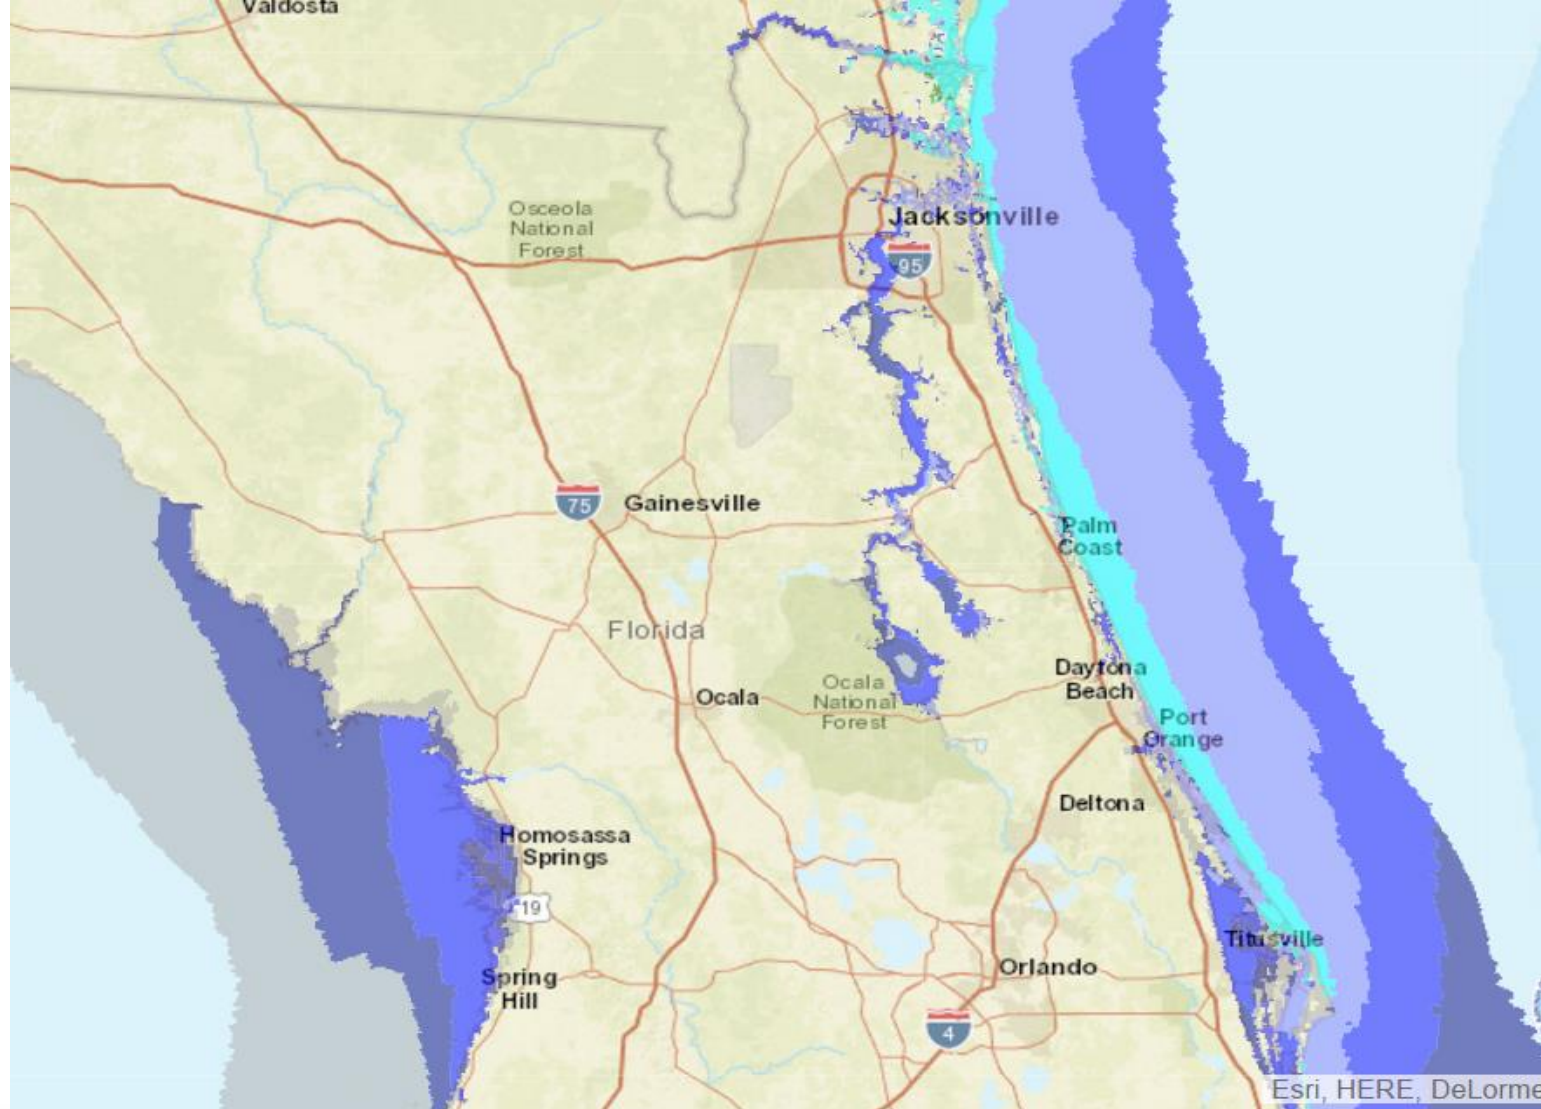 Valdosta
Osceola
National
Forest
Jacksonville
95
75
Gainesville
Palm
Coast
Florida
Ocala
Ocala
National
Forest
Daytona
Beach
Port
Orange
Deltona
Homosassa
Springs
19
Titusville
Spring
Hill
Orlando
4
Esri, HERE, DeLorme